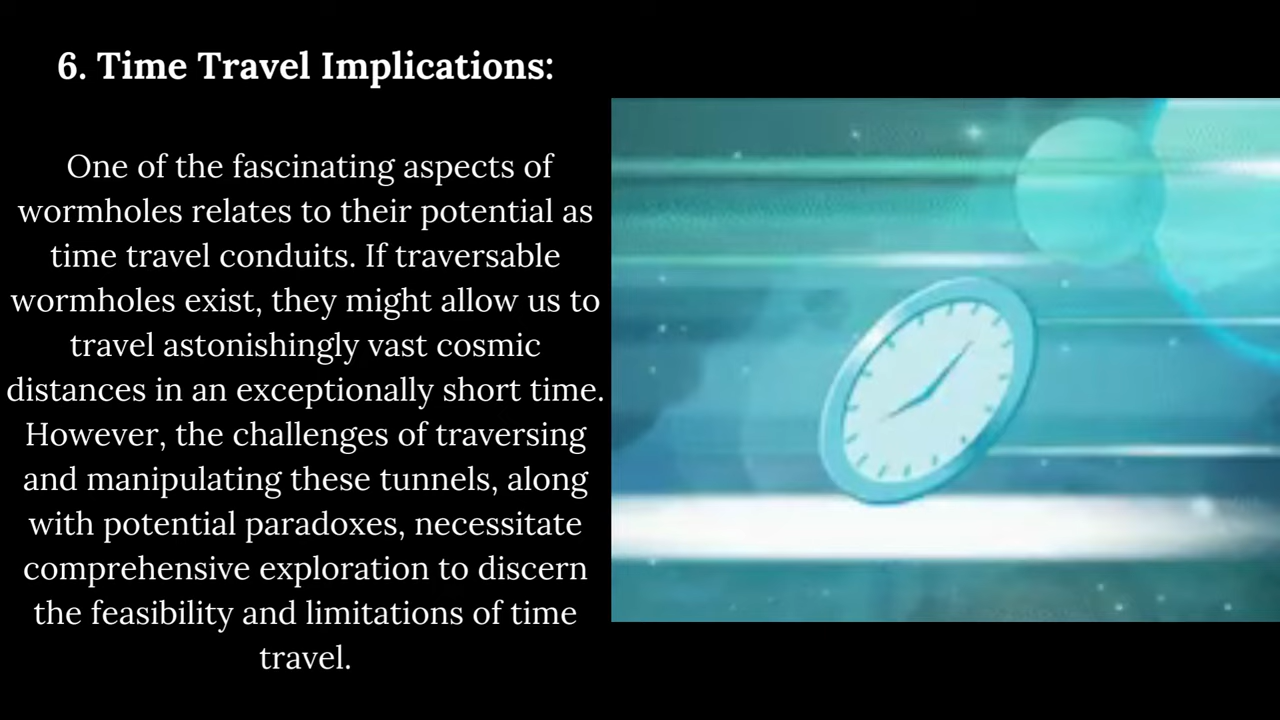 6. Time Travel Implications:
One of the fascinating aspects of
wormholes relates to their potential as
time travel conduits. If traversable
wormholes exist, they might allow us to
travel astonishingly vast cosmic
distances in an exceptionally short time.
However, the challenges of traversing
and manipulating these tunnels, along
with potential paradoxes, necessitate
comprehensive exploration to discern
the feasibility and limitations of time
travel.